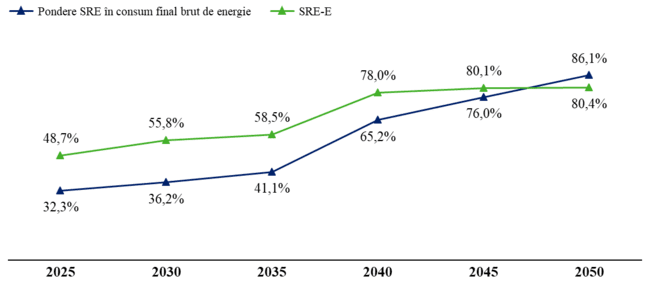 Pondere SRE în consum final brut de energie SRE-E
86,1%
78,0% 80,1%
55,8% 58,5% 80,4%
48,7% 76,0%
65,2%
41,1%
32,3% 36,2%
2025 2030 2035 2040 2045 2050